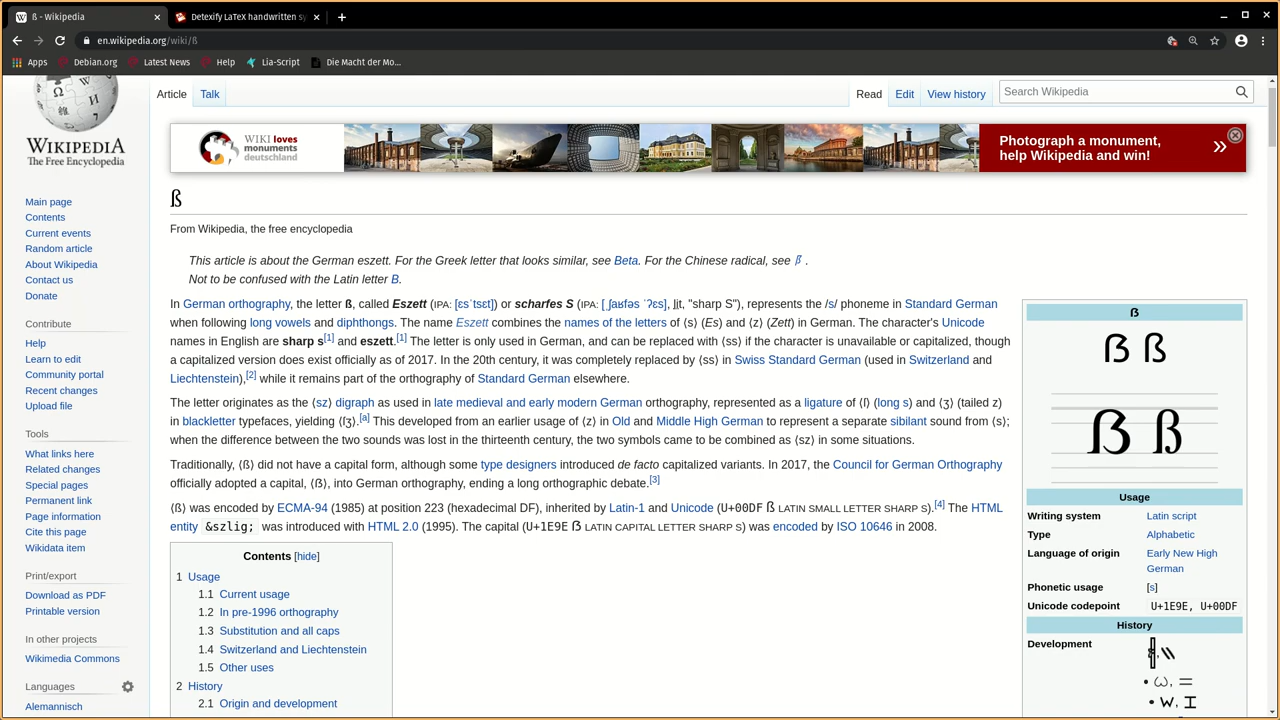 ß - Wikipedia
Detexify LaTeX handwritten sy
en.wikipedia.org/wiki/ß
Apps Debian.org Latest News Help Lia-Script Die Macht der Mo...
WIKIPEDIA
The Free Encyclopedia
Main page
Contents
Current events
Random article
About Wikipedia
Contact us
Donate
Contribute
Help
Learn to edit
Community portal
Recent changes
Upload file
Tools
What links here
Related changes
Special pages
Permanent link
Page information
Cite this page
Wikidata item
Print/export
Download as PDF
Printable version
In other projects
Wikimedia Commons
Languages
Alemannisch
Article Talk Read Edit View history Search Wikipedia
WIKI loves
monuments
deutschland
Photograph a monument,
help Wikipedia and win!
»
ß
From Wikipedia, the free encyclopedia
This article is about the German eszett. For the Greek letter that looks similar, see Beta. For the Chinese radical, see 阝.
Not to be confused with the Latin letter B.
In German orthography, the letter ß, called Eszett (IPA: [ɛsˈtsɛt]) or scharfes S (IPA: [ˌʃaʁfəs ˈʔɛs], lit, "sharp S"), represents the /s/ phoneme in Standard German
when following long vowels and diphthongs. The name Eszett combines the names of the letters of ⟨s⟩ (Es) and ⟨z⟩ (Zett) in German. The character's Unicode
names in English are sharp s[1] and eszett.[1] The letter is only used in German, and can be replaced with ⟨ss⟩ if the character is unavailable or capitalized, though
a capitalized version does exist officially as of 2017. In the 20th century, it was completely replaced by ⟨ss⟩ in Swiss Standard German (used in Switzerland and
Liechtenstein),[2] while it remains part of the orthography of Standard German elsewhere.
The letter originates as the ⟨sz⟩ digraph as used in late medieval and early modern German orthography, represented as a ligature of ⟨ſ⟩ (long s) and ⟨ʒ⟩ (tailed z)
in blackletter typefaces, yielding ⟨ſʒ⟩.[a] This developed from an earlier usage of ⟨z⟩ in Old and Middle High German to represent a separate sibilant sound from ⟨s⟩;
when the difference between the two sounds was lost in the thirteenth century, the two symbols came to be combined as ⟨sz⟩ in some situations.
Traditionally, ⟨ß⟩ did not have a capital form, although some type designers introduced de facto capitalized variants. In 2017, the Council for German Orthography
officially adopted a capital, ⟨ẞ⟩, into German orthography, ending a long orthographic debate.[3]
⟨ß⟩ was encoded by ECMA-94 (1985) at position 223 (hexadecimal DF), inherited by Latin-1 and Unicode (U+00DF ß LATIN SMALL LETTER SHARP S).[4] The HTML
entity &szlig; was introduced with HTML 2.0 (1995). The capital (U+1E9E ẞ LATIN CAPITAL LETTER SHARP S) was encoded by ISO 10646 in 2008.
Contents [hide]
1 Usage
1.1 Current usage
1.2 In pre-1996 orthography
1.3 Substitution and all caps
1.4 Switzerland and Liechtenstein
1.5 Other uses
2 History
2.1 Origin and development
ß
ẞ ß
ẞ ß
Usage
Writing system Latin script
Type Alphabetic
Language of origin Early New High
German
Phonetic usage [s]
Unicode codepoint U+1E9E, U+00DF
History
Development